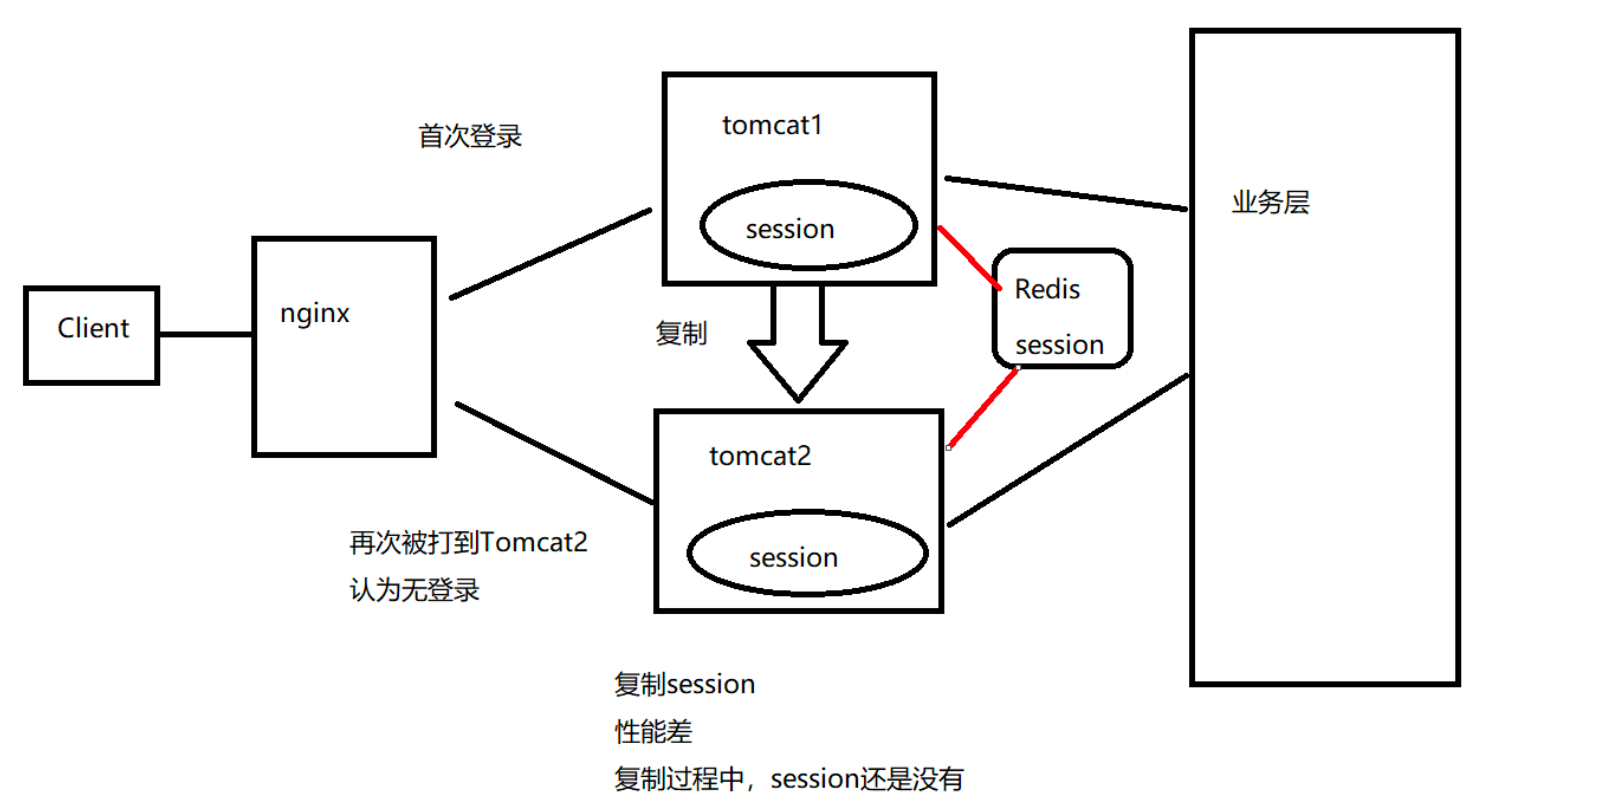 首次登录
tomcat1
session
业务层
Client
nginx
复制
Redis
session
tomcat2
session
再次被打到Tomcat2
认为无登录
复制session
性能差
复制过程中，session还是没有